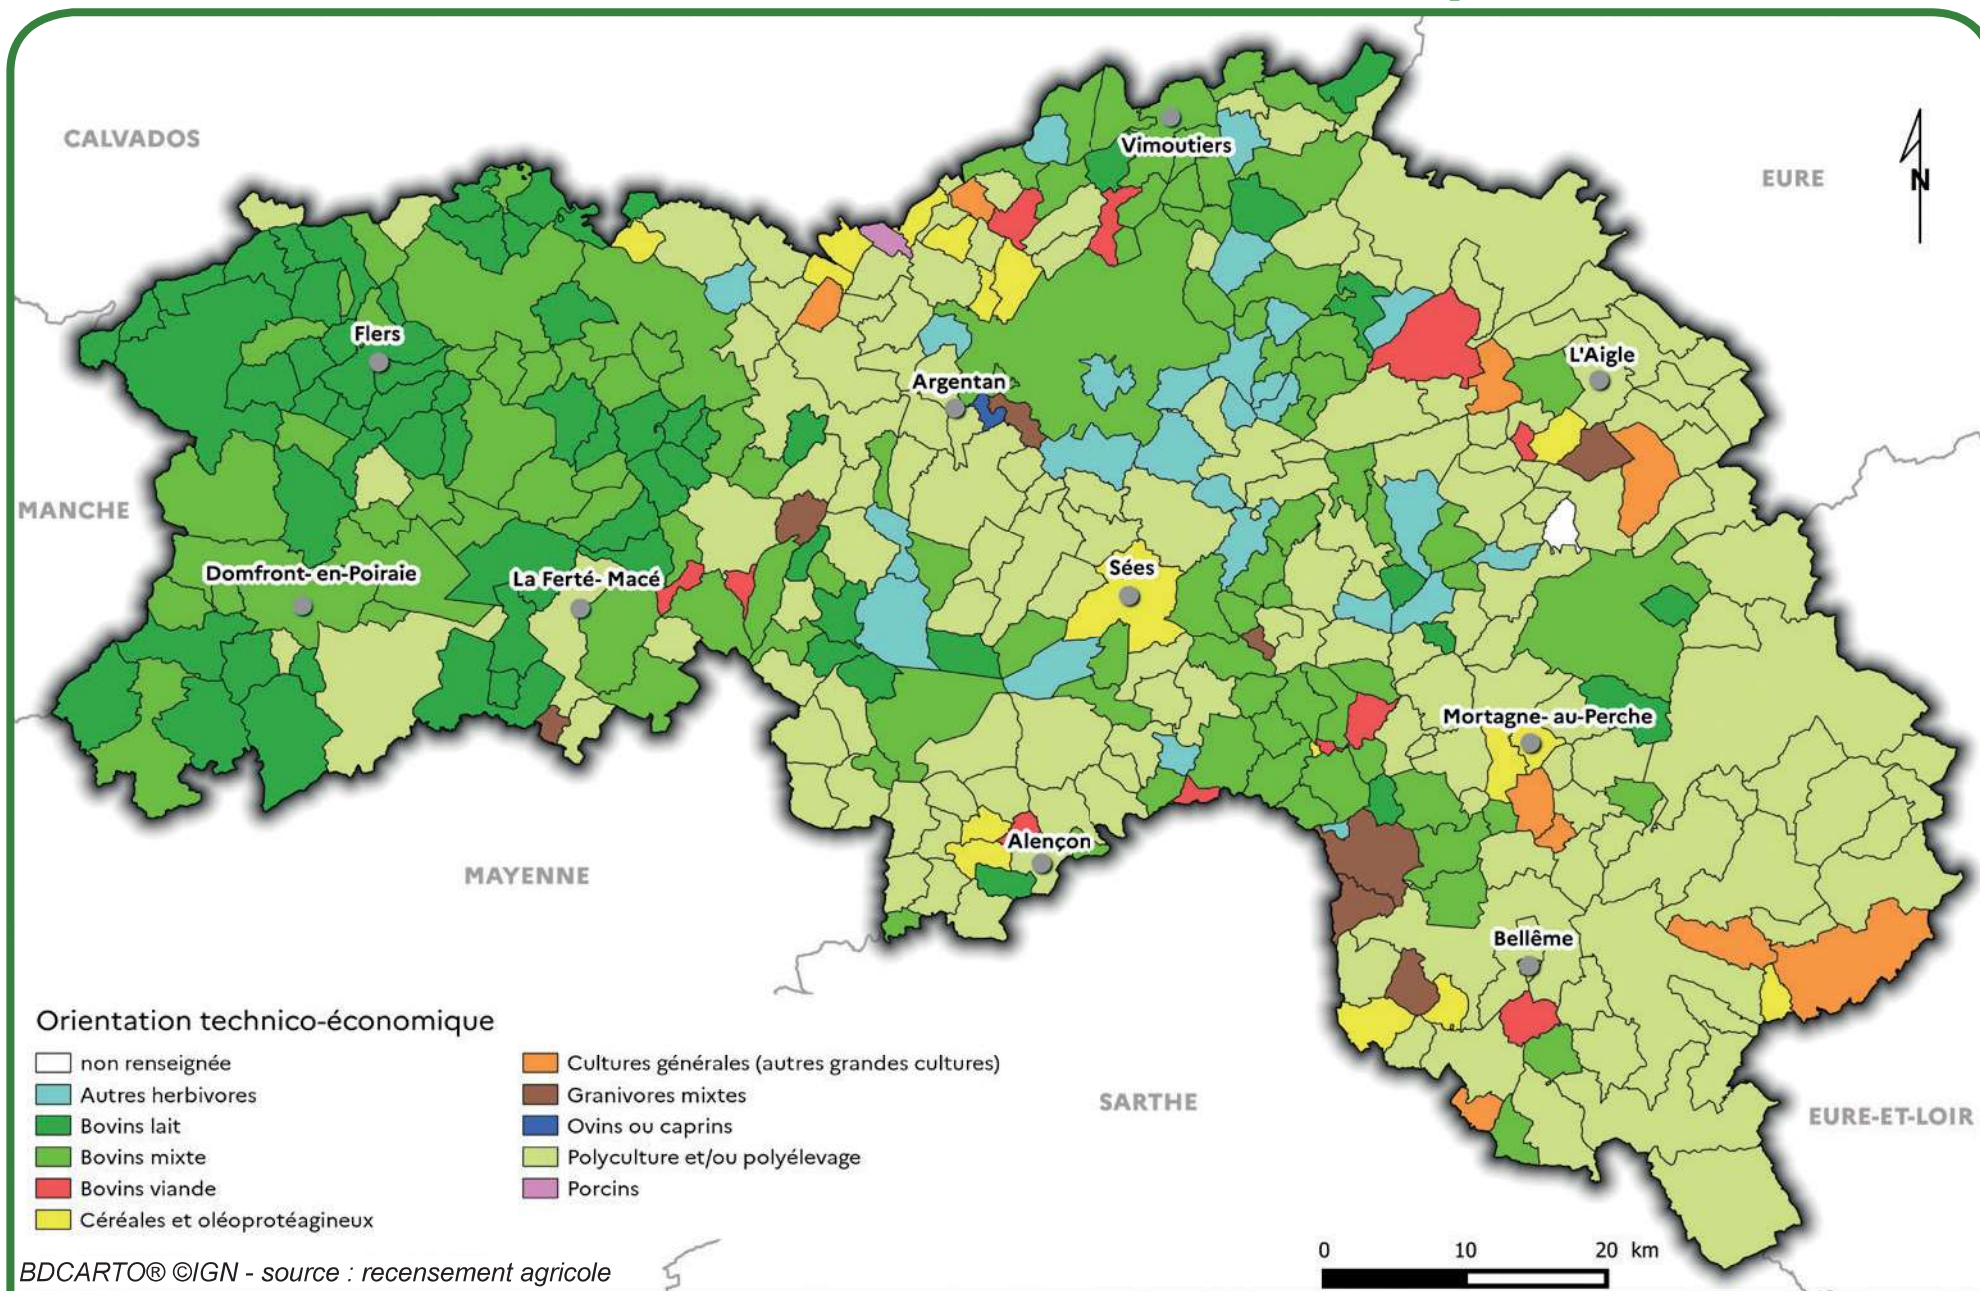 CALVADOS
EURE
N
Vimoutiers
Flers
L'Aigle
Argentan
MANCHE
Domfront- en-Poiraie
La Ferté- Macé
Sées
Mortagne- au-Perche
Alençon
MAYENNE
Bellême
SARTHE
EURE-ET-LOIR
Orientation technico-économique
non renseignée
Autres herbivores
Bovins lait
Bovins mixte
Bovins viande
Céréales et oléoprotéagineux
Cultures générales (autres grandes cultures)
Granivores mixtes
Ovins ou caprins
Polyculture et/ou polyélevage
Porcins
0 10 20 km
BDCARTO® ©IGN - source : recensement agricole